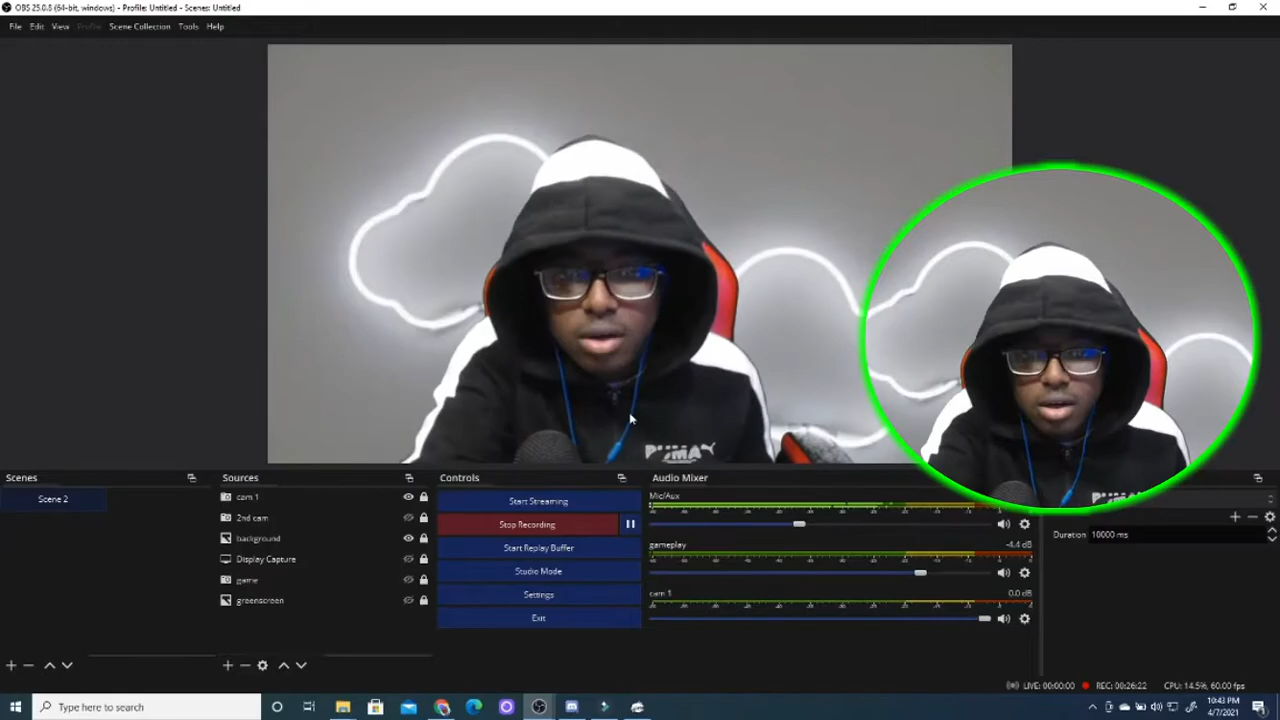 OBS 25.0.8 (64-bit, windows) - Profile: Untitled - Scenes: Untitled
File Edit View Profile Scene Collection Tools Help
PUMA
PUMA
Scenes
Scene 2
Sources
cam 1
2nd cam
background
Display Capture
game
greenscreen
Controls
Start Streaming
Stop Recording
Start Replay Buffer
Studio Mode
Settings
Exit
Audio Mixer
Mic/Aux
gameplay -4.4 dB
cam 1 0.0 dB
Duration 10000 ms
LIVE: 00:00:00 REC: 00:26:22 CPU: 14.5%, 60.00 fps
Type here to search
10:43 PM
4/7/2021